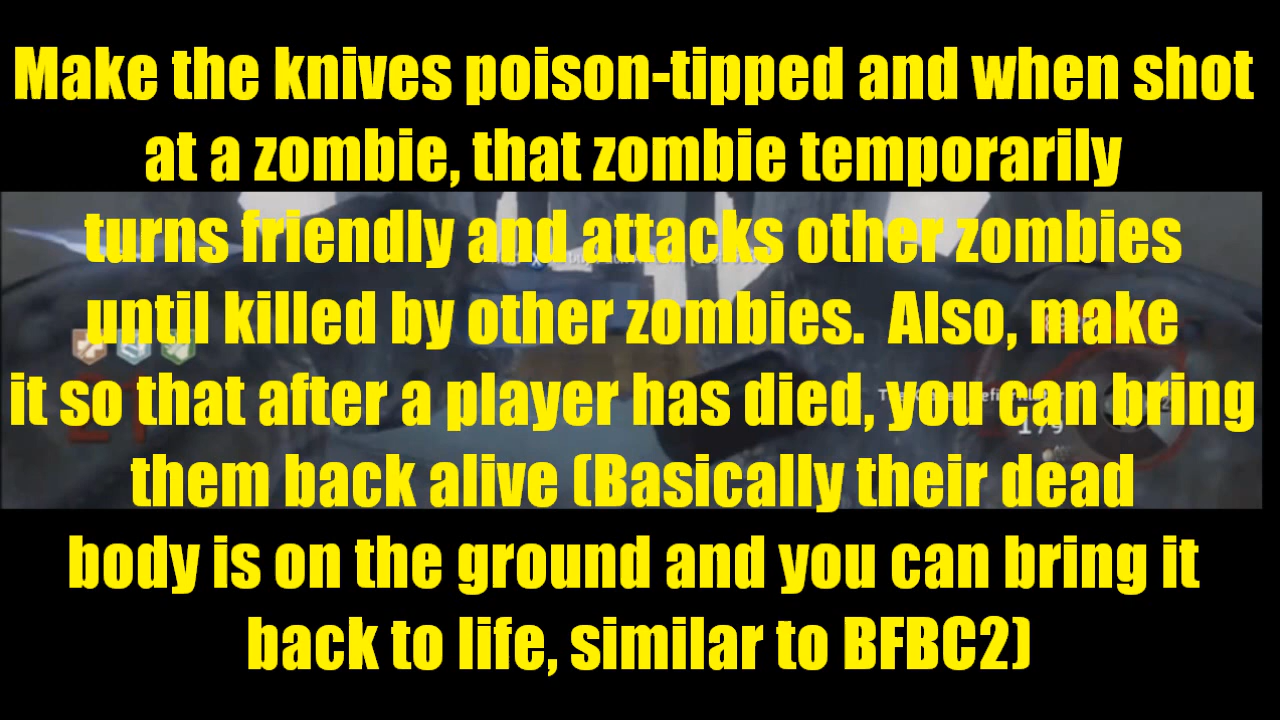 Make the knives poison-tipped and when shot
at a zombie, that zombie temporarily
turns friendly and attacks other zombies
until killed by other zombies.  Also, make
it so that after a player has died, you can bring
them back alive (Basically their dead
body is on the ground and you can bring it
back to life, similar to BFBC2)